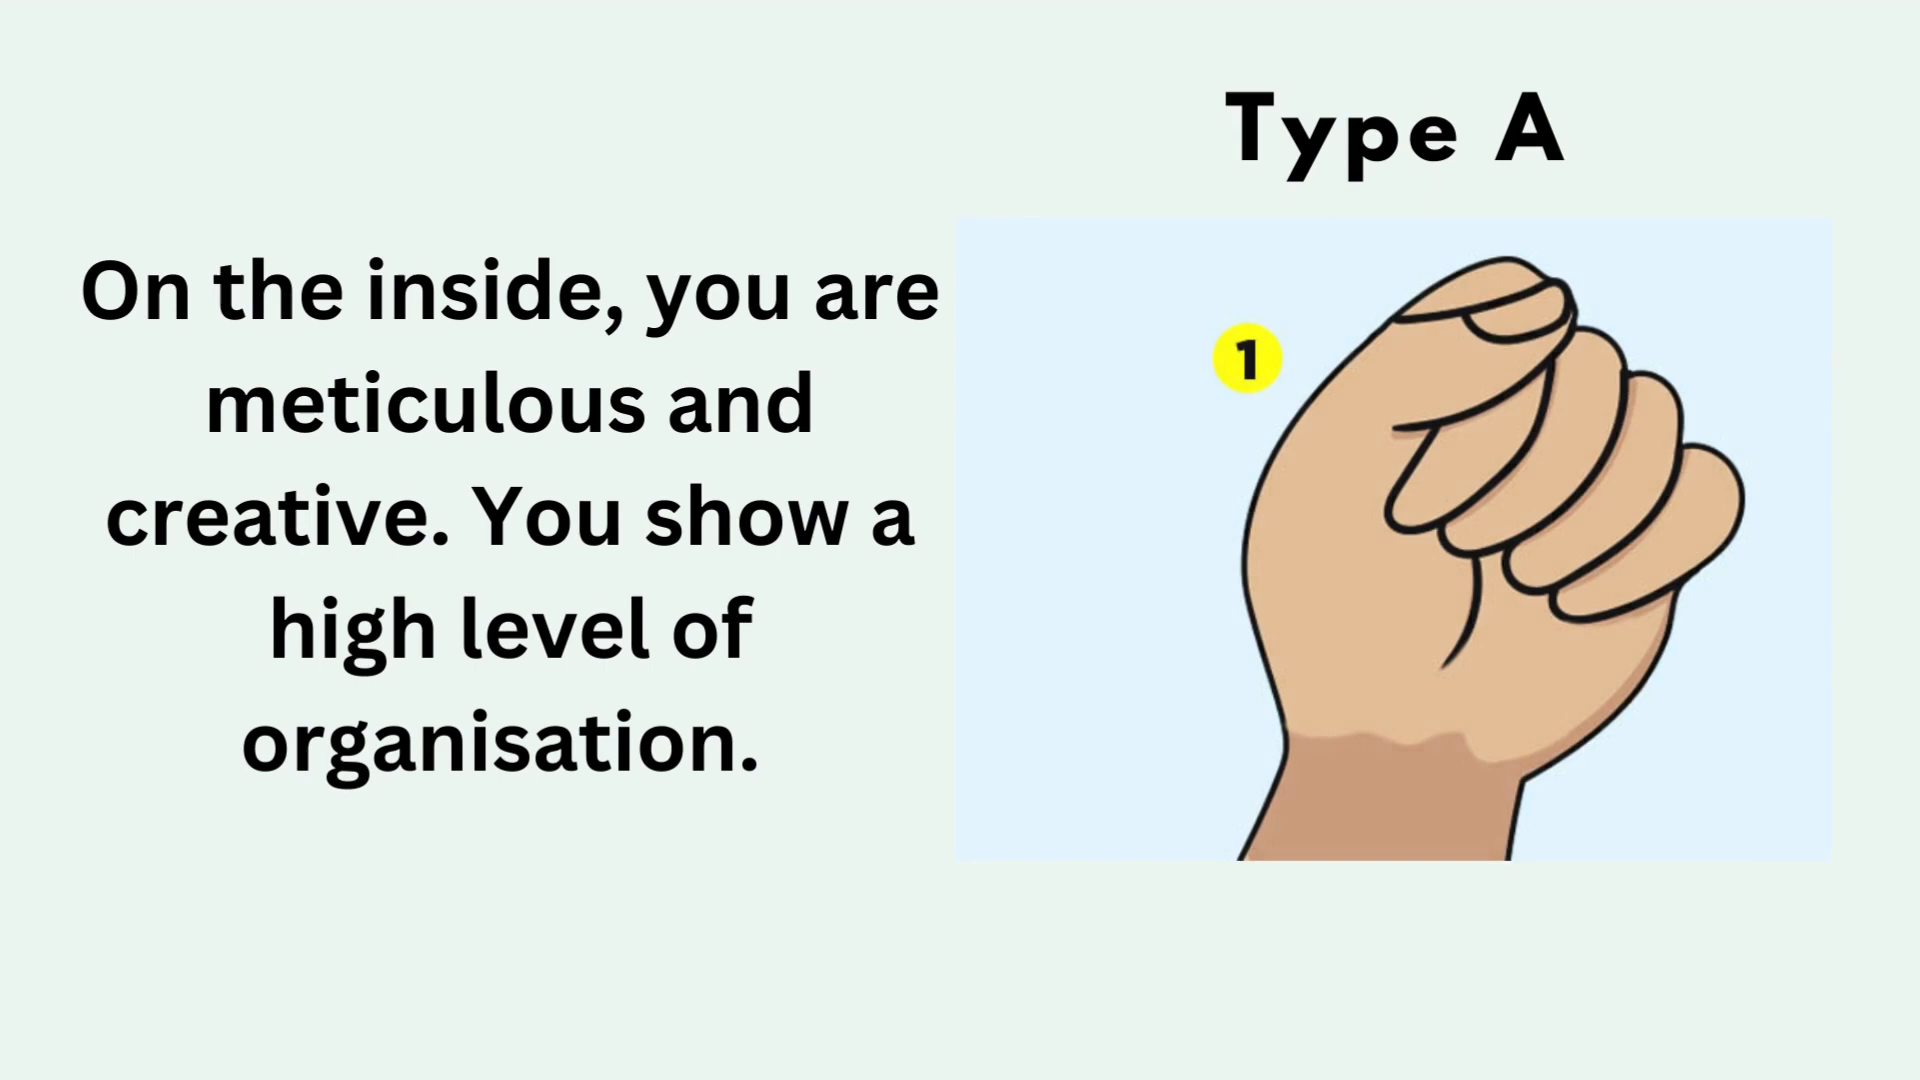 Type A
On the inside, you are
meticulous and
creative. You show a
high level of
organisation.
1